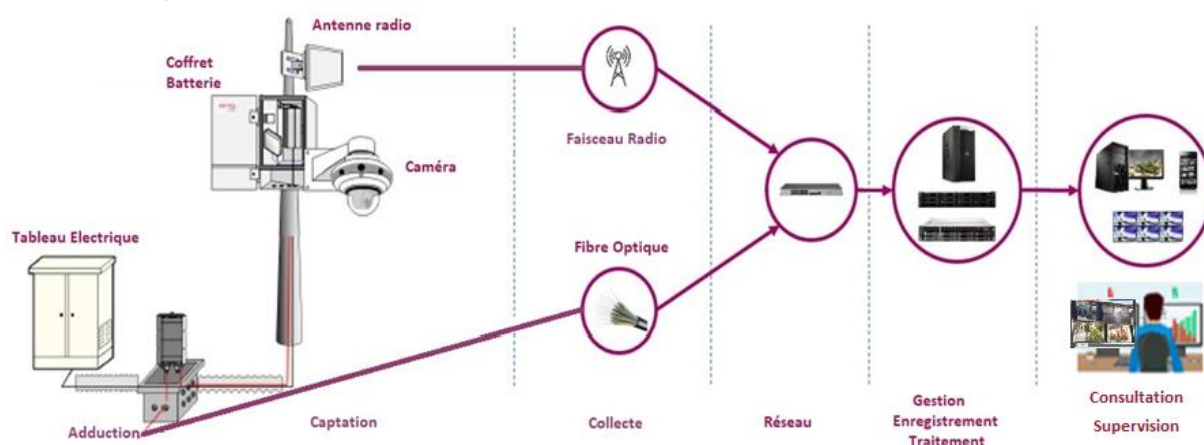 Antenne radio
Coffret
Batterie
Caméra
Tableau Electrique
Faisceau Radio
Fibre Optique
Adduction
Captation
Collecte
Réseau
Gestion
Enregistrement
Traitement
Consultation
Supervision